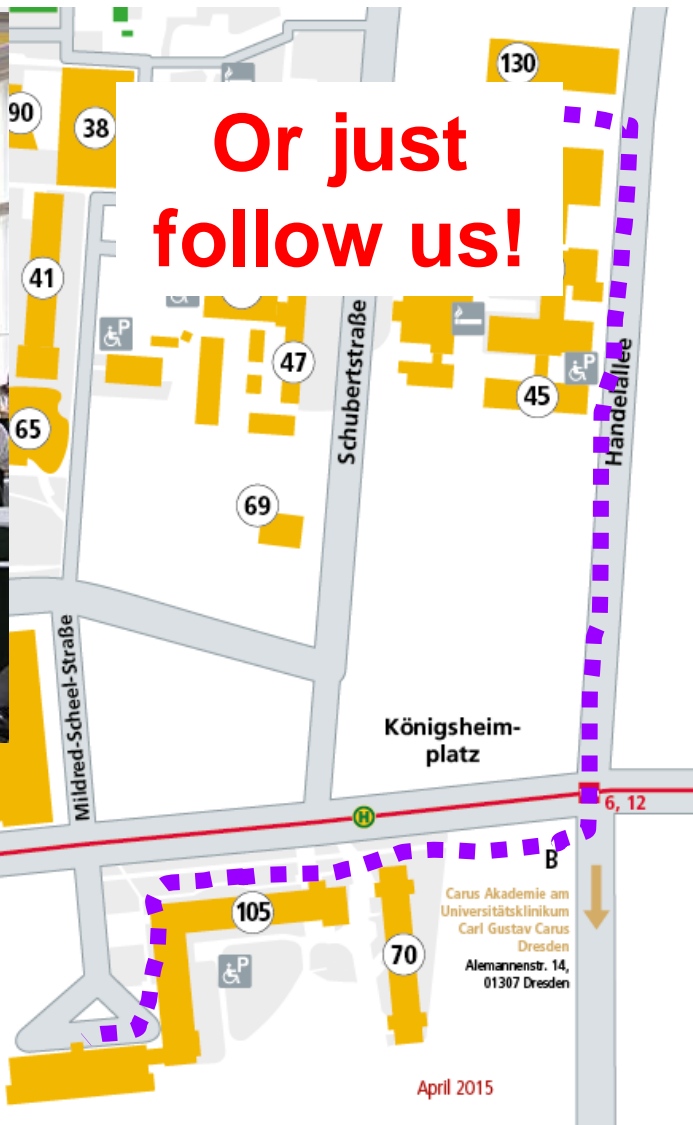 130
90
38
Or just
follow us!
41
P
P
47
P
45
65
Schubertstraße
Handelallee
69
Mildred-Scheel-Straße
Königsheim-
platz
6, 12
H
B
105
Carus Akademie am
Universitätsklinikum
Carl Gustav Carus
Dresden
Alemannenstr. 14,
01307 Dresden
70
P
April 2015